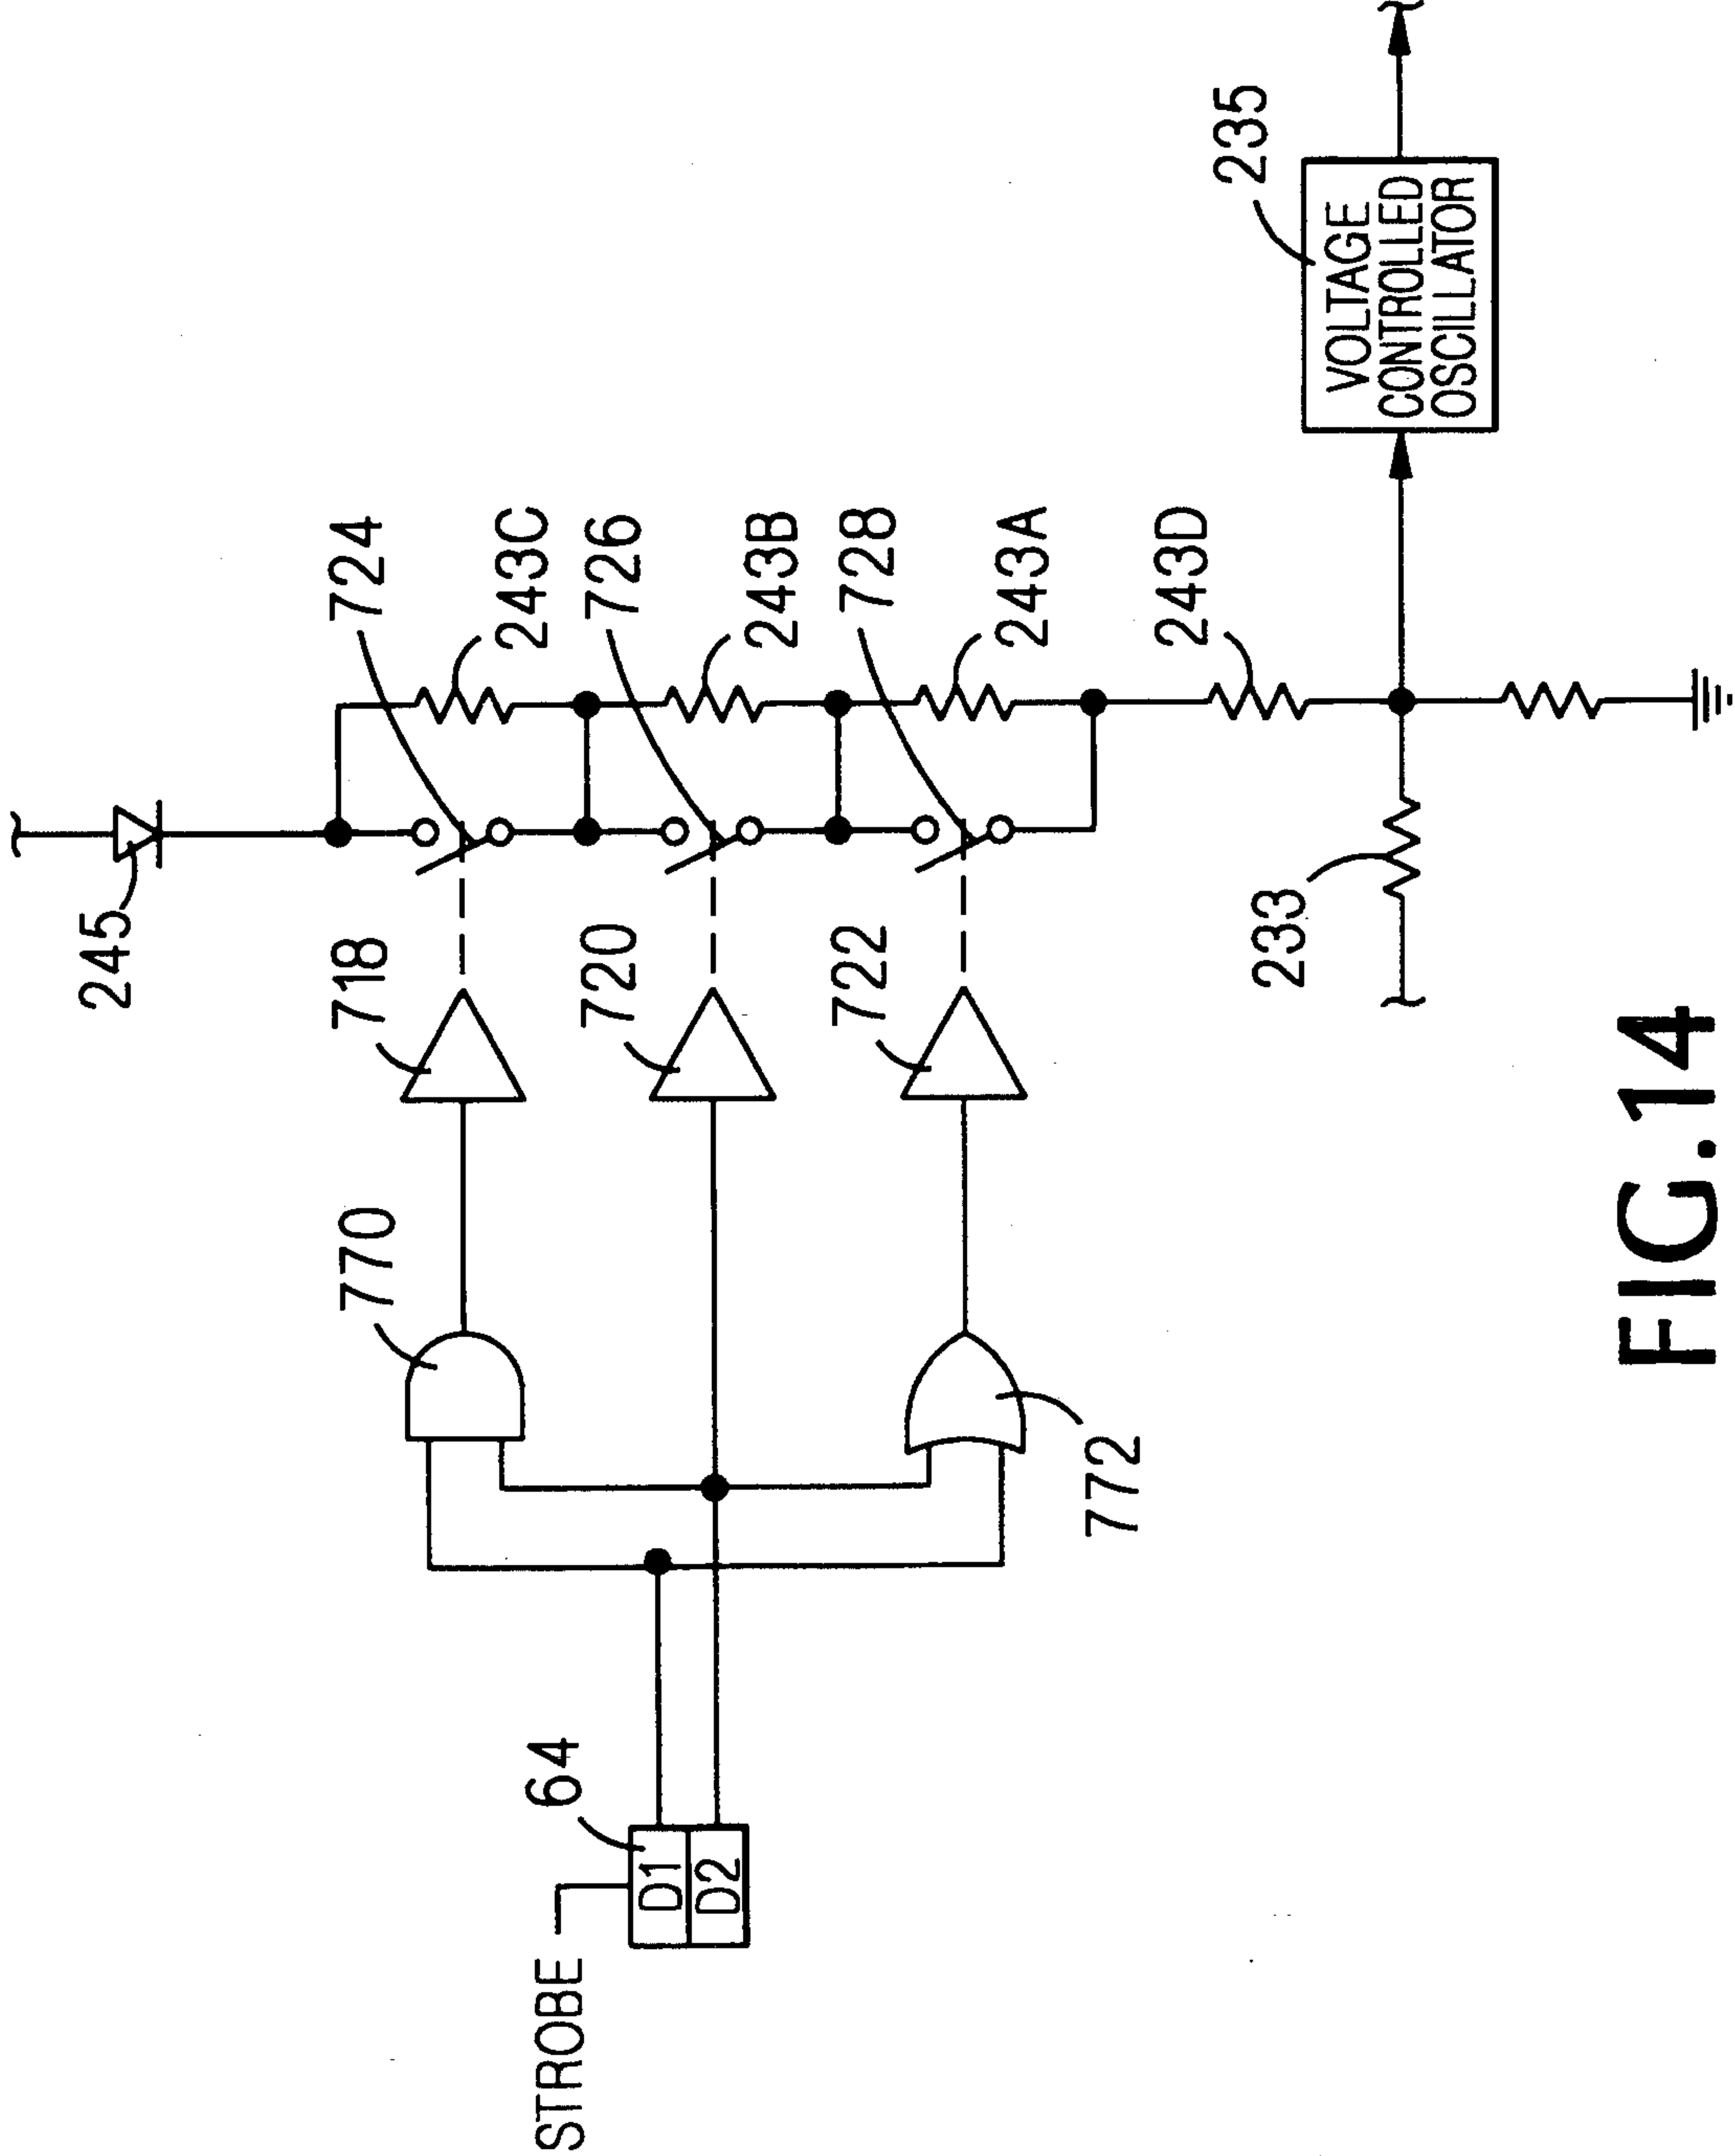 245
724
243C
718
726
243B
720
728
243A
722
243D
770
772
STROBE
64
D1
D2
233
235
VOLTAGE
CONTROLLED
OSCILLATOR
FIG.14